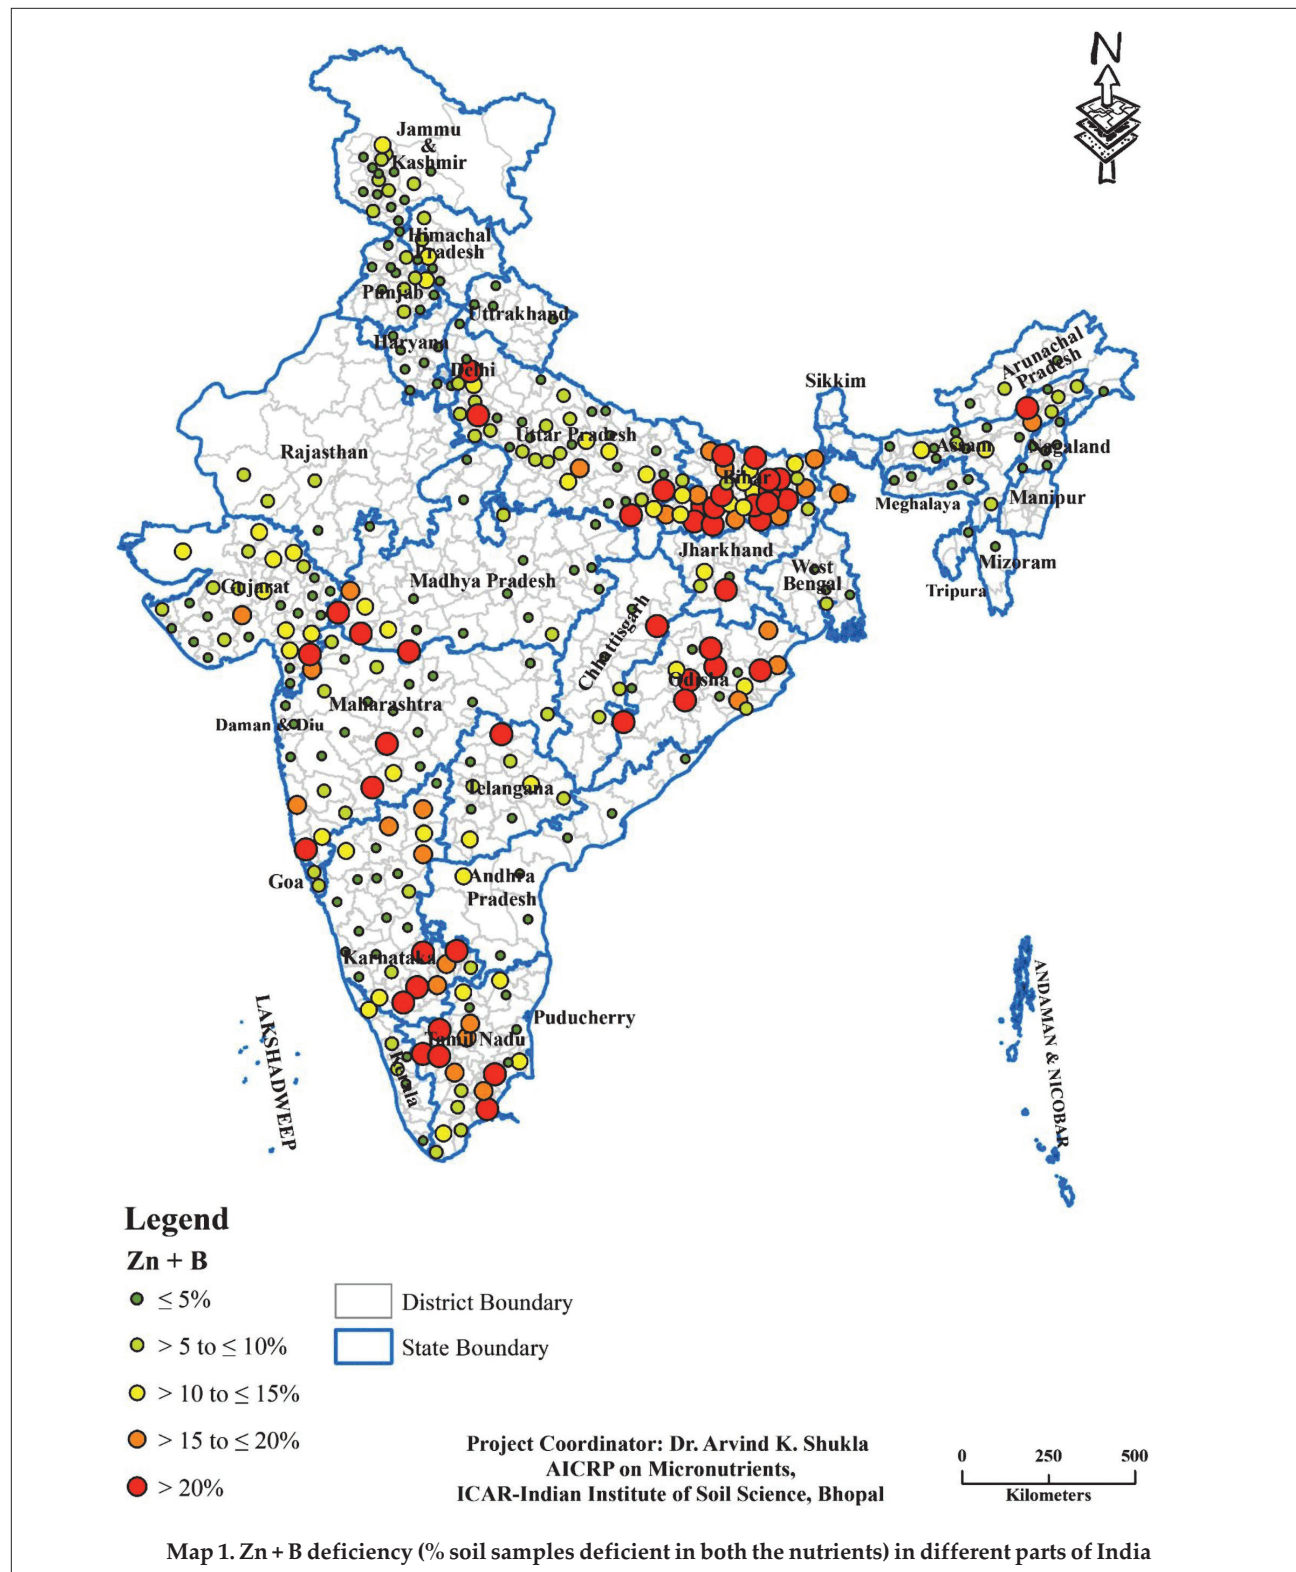 N
Jammu
&
Kashmir
Himachal
Pradesh
Punjab
Uttrakhand
Haryana
Delhi
Arunachal
Pradesh
Sikkim
Rajasthan
Uttar Pradesh
Bihar
Assam
Nagaland
Meghalaya
Manipur
Jharkhand
West
Bengal
Mizoram
Tripura
Gujarat
Madhya Pradesh
Chhattisgarh
Odisha
Maharashtra
Daman & Diu
Telangana
Goa
Andhra
Pradesh
Karnataka
LAKSHADWEEP
ANDAMAN & NICOBAR
Puducherry
Tamil Nadu
Kerala
Legend
Zn + B
≤ 5%
> 5 to ≤ 10%
> 10 to ≤ 15%
> 15 to ≤ 20%
> 20%
District Boundary
State Boundary
Project Coordinator: Dr. Arvind K. Shukla
AICRP on Micronutrients,
ICAR-Indian Institute of Soil Science, Bhopal
0 250 500
Kilometers
Map 1. Zn + B deficiency (% soil samples deficient in both the nutrients) in different parts of India